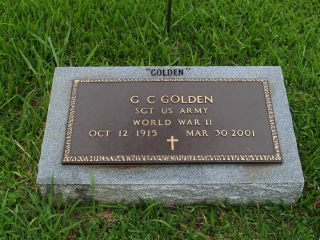 "GOLDEN"
G C GOLDEN
SGT US ARMY
WORLD WAR II
OCT 12 1915 MAR 30 2001